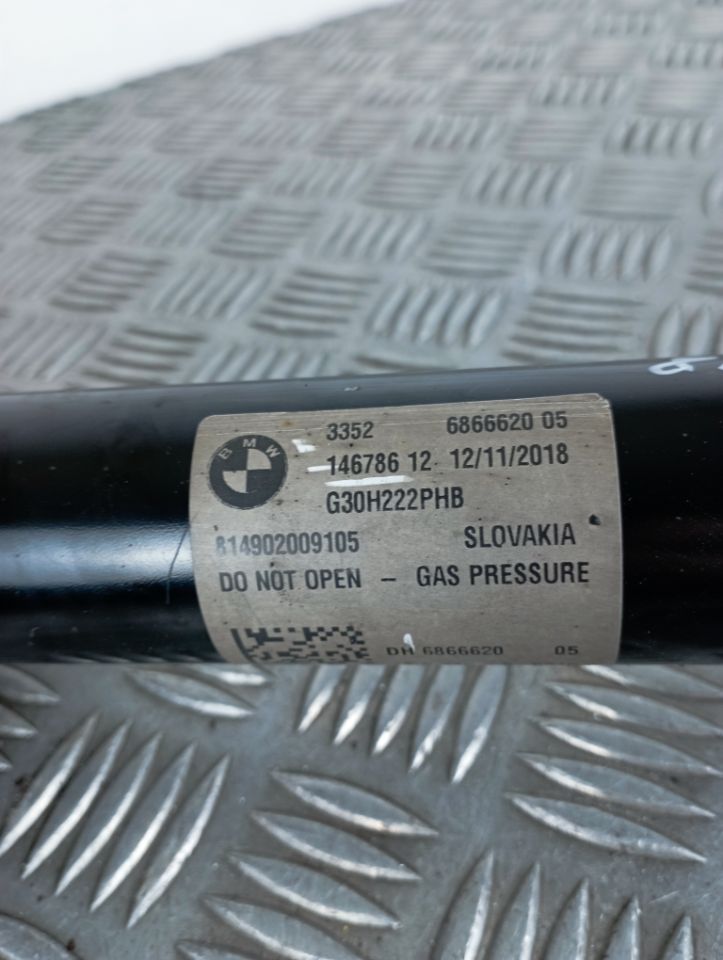 BMW
3352 6866620 05
146786 12 12/11/2018
G30H222PHB
814902009105 SLOVAKIA
DO NOT OPEN - GAS PRESSURE
DH 6866620 05